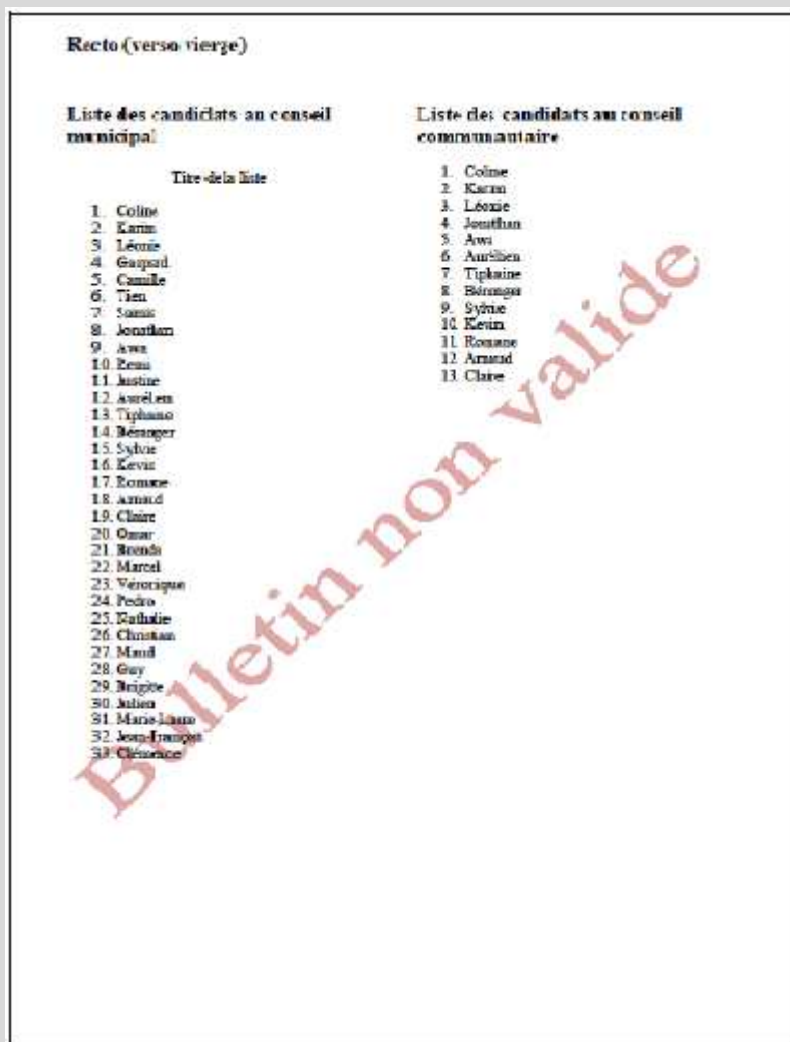 Recto (verso vierge)
Liste des candidats au conseil
municipal
Titre de la liste
1. Coline
2. Karim
3. Léonie
4. Gaspard
5. Camille
6. Tien
7.
8. Jonathan
9. Awa
10. Remi
11. Justine
12. Aurélien
13. Tiphaine
14. Béranger
15. Sylvie
16. Kevin
17. Romane
18. Arnaud
19. Claire
20. Omar
21. Brenda
22. Marcel
23. Véronique
24. Pedro
25. Nathalie
26. Christian
27. Maud
28. Guy
29. Brigitte
30. Julien
31. Marie-Laure
32. Jean-François
33. Clémence
Liste des candidats au conseil
communautaire
1. Coline
2. Karim
3. Léonie
4. Jonathan
5. Awa
6. Aurélien
7. Tiphaine
8. Béranger
9. Sylvie
10. Kevin
11. Romane
12. Arnaud
13. Claire
Bulletin non valide